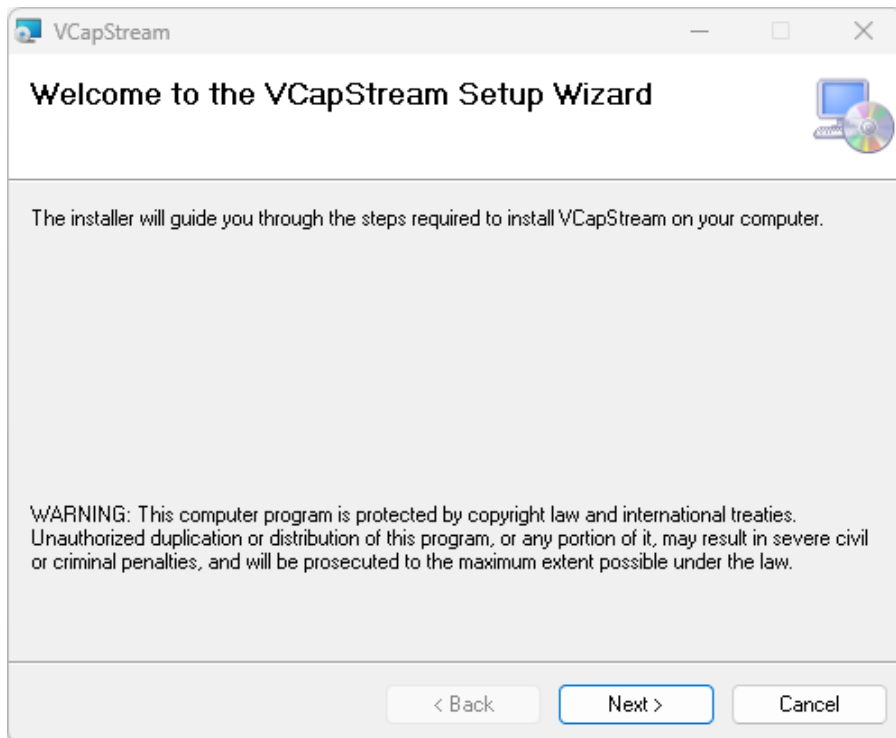 VCapStream
Welcome to the VCapStream Setup Wizard
The installer will guide you through the steps required to install VCapStream on your computer.
WARNING: This computer program is protected by copyright law and international treaties.
Unauthorized duplication or distribution of this program, or any portion of it, may result in severe civil
or criminal penalties, and will be prosecuted to the maximum extent possible under the law.
< Back
Next >
Cancel